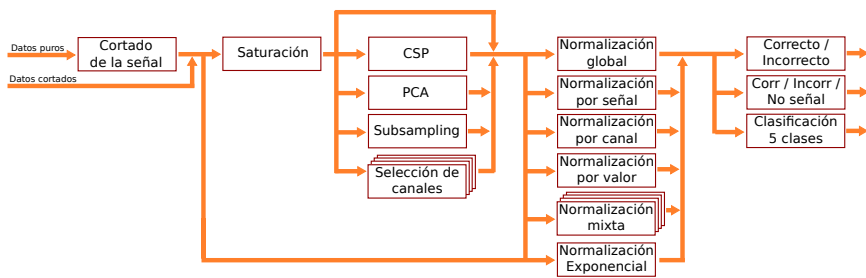 Datos puros
Datos cortados
Cortado
de la señal
Saturación
CSP
PCA
Subsampling
Selección de
canales
Normalización
global
Normalización
por señal
Normalización
por canal
Normalización
por valor
Normalización
mixta
Normalización
Exponencial
Correcto /
Incorrecto
Corr / Incorr /
No señal
Clasificación
5 clases